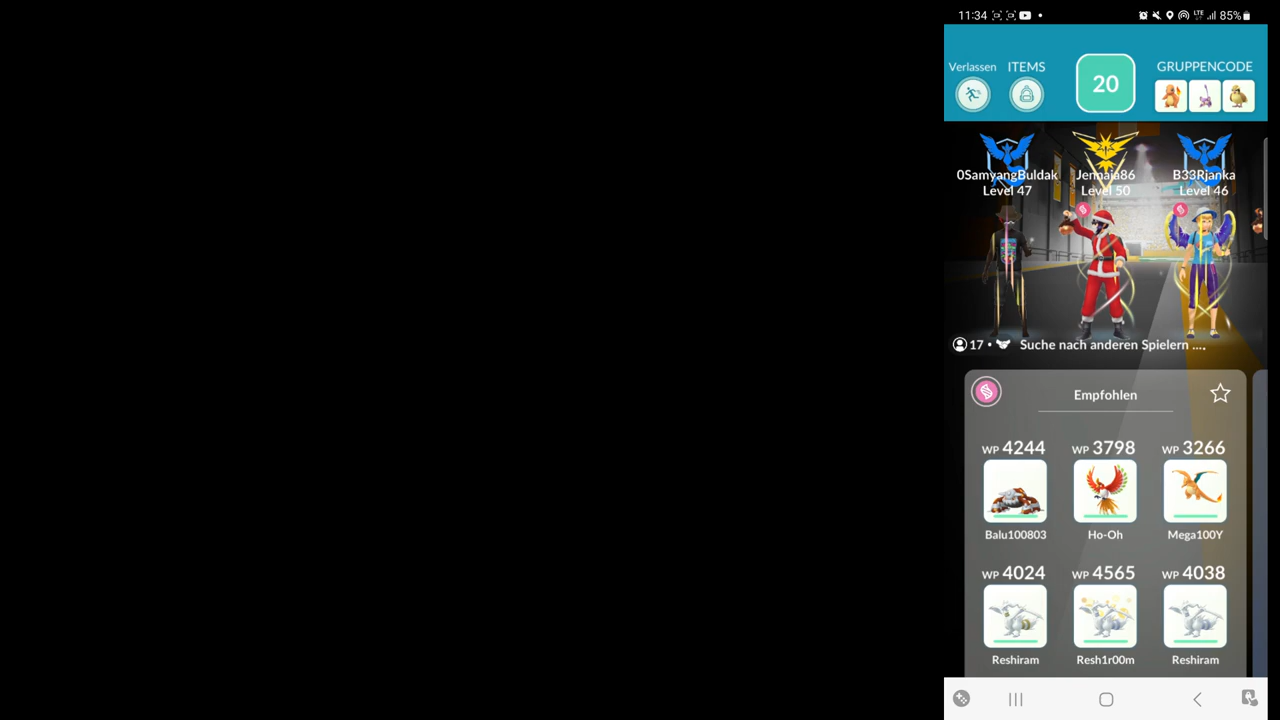 11:34 LTE 85%
Verlassen ITEMS 20 GRUPPENCODE
0SamyangBuldak Jennaja86 B33Rjanka
Level 47 Level 50 Level 46
17 • Suche nach anderen Spielern ....
Empfohlen
WP 4244 WP 3798 WP 3266
Balu100803 Ho-Oh Mega100Y
WP 4024 WP 4565 WP 4038
Reshiram Resh1r00m Reshiram